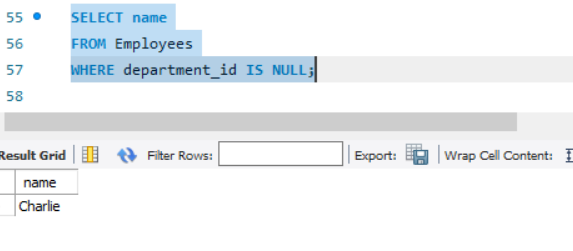 55 SELECT name
56 FROM Employees
57 WHERE department_id IS NULL;
58
Result Grid Filter Rows: Export: Wrap Cell Content:
name
Charlie